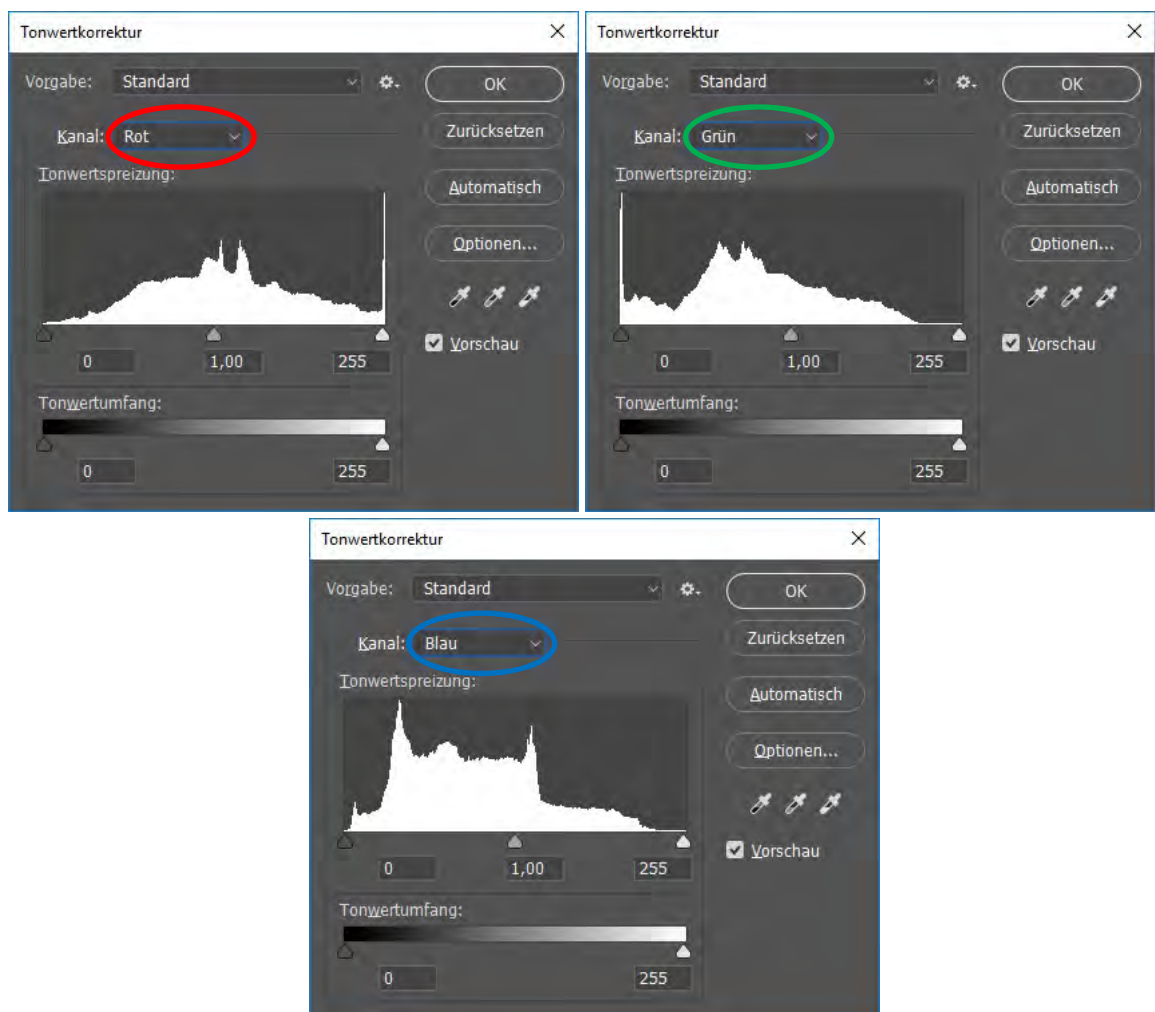 Tonwertkorrektur
Vorgabe: Standard
OK
Kanal: Rot
Zurücksetzen
Tonwertspreizung:
Automatisch
Optionen...
Vorschau
0 1,00 255
Tonwertumfang:
0 255
Tonwertkorrektur
Vorgabe: Standard
OK
Kanal: Grün
Zurücksetzen
Tonwertspreizung:
Automatisch
Optionen...
Vorschau
0 1,00 255
Tonwertumfang:
0 255
Tonwertkorrektur
Vorgabe: Standard
OK
Kanal: Blau
Zurücksetzen
Tonwertspreizung:
Automatisch
Optionen...
Vorschau
0 1,00 255
Tonwertumfang:
0 255